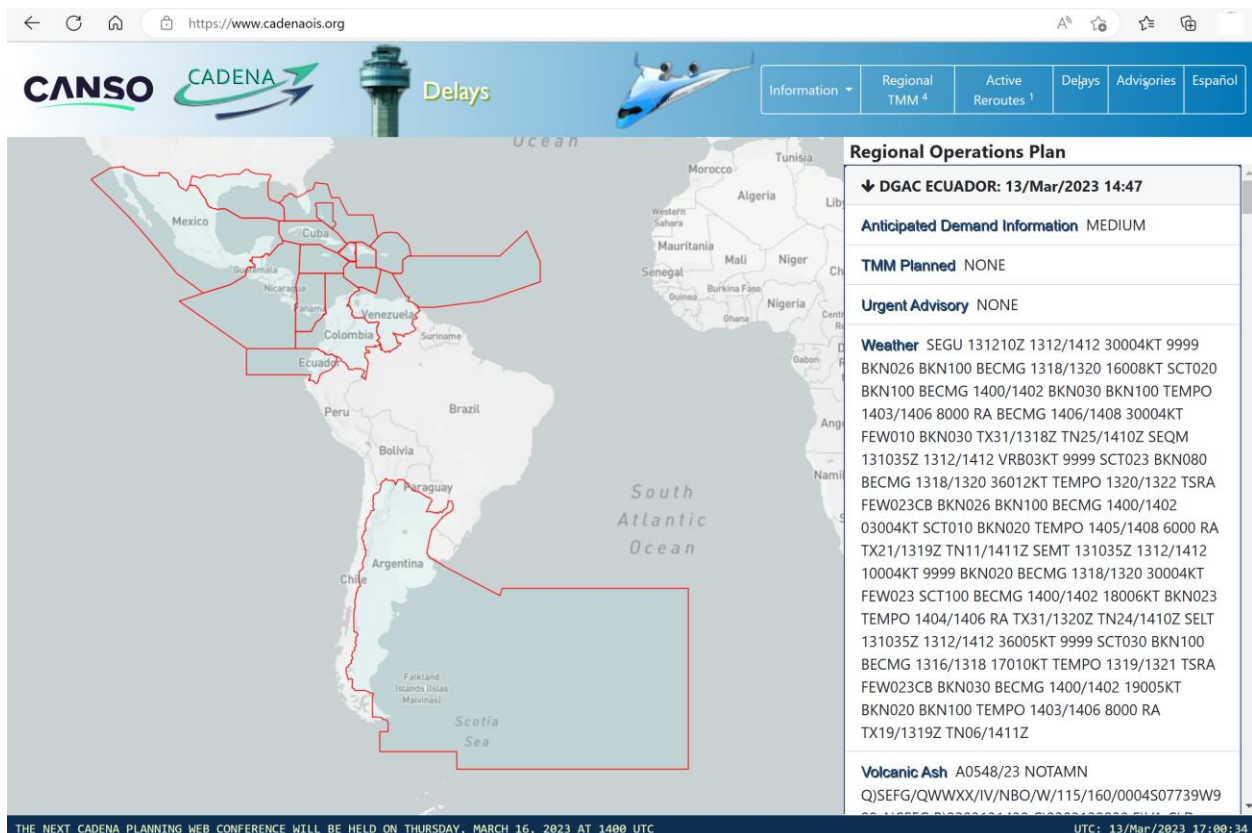 https://www.cadenaois.org
CANSO
CADENA
Delays
Information
Regional TMM 4
Active Reroutes 1
Delays
Advisories
Español
Ocean
Morocco
Tunisia
Algeria
Western Sahara
Mauritania
Mali
Niger
Senegal
Burkina Faso
Guinea
Nigeria
Ghana
Gabon
Mexico
Cuba
Guatemala
Nicaragua
Panama
Venezuela
Colombia
Suriname
Ecuador
Peru
Brazil
Bolivia
Paraguay
South
Atlantic
Ocean
Argentina
Chile
Falkland
Islands (Islas
Malvinas)
Scotia
Sea
Regional Operations Plan
DGAC ECUADOR: 13/Mar/2023 14:47
Anticipated Demand Information MEDIUM
TMM Planned NONE
Urgent Advisory NONE
Weather SEGU 131210Z 1312/1412 30004KT 9999
BKN026 BKN100 BECMG 1318/1320 16008KT SCT020
BKN100 BECMG 1400/1402 BKN030 BKN100 TEMPO
1403/1406 8000 RA BECMG 1406/1408 30004KT
FEW010 BKN030 TX31/1318Z TN25/1410Z SEQM
131035Z 1312/1412 VRB03KT 9999 SCT023 BKN080
BECMG 1318/1320 36012KT TEMPO 1320/1322 TSRA
FEW023CB BKN026 BKN100 BECMG 1400/1402
03004KT SCT010 BKN020 TEMPO 1405/1408 6000 RA
TX21/1319Z TN11/1411Z SEMT 131035Z 1312/1412
10004KT 9999 BKN020 BECMG 1318/1320 30004KT
FEW023 SCT100 BECMG 1400/1402 18006KT BKN023
TEMPO 1404/1406 RA TX31/1320Z TN24/1410Z SELT
131035Z 1312/1412 36005KT 9999 SCT030 BKN100
BECMG 1316/1318 17010KT TEMPO 1319/1321 TSRA
FEW023CB BKN030 BECMG 1400/1402 19005KT
BKN020 BKN100 TEMPO 1403/1406 8000 RA
TX19/1319Z TN06/1411Z
Volcanic Ash A0548/23 NOTAMN
Q)SEFG/QWWXX/IV/NBO/W/115/160/0004S07739W9
THE NEXT CADENA PLANNING WEB CONFERENCE WILL BE HELD ON THURSDAY, MARCH 16, 2023 AT 1400 UTC
UTC: 13/Mar/2023 17:00:34